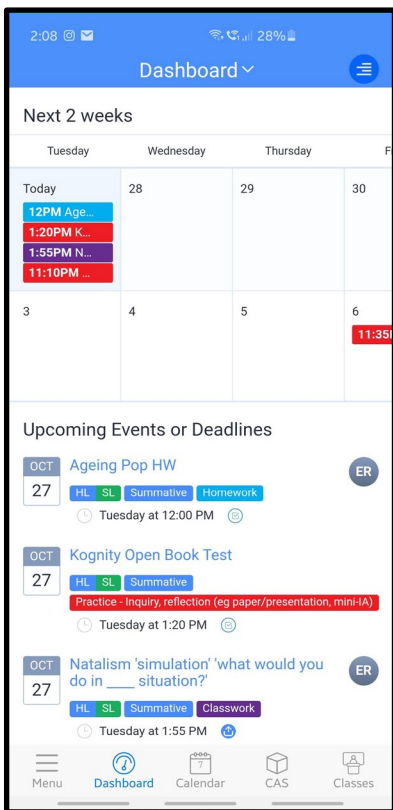 2:08 28%
Dashboard
Next 2 weeks
Tuesday Wednesday Thursday F
Today 28 29 30
12PM Age...
1:20PM K...
1:55PM N...
11:10PM ...
3 4 5 6
11:35
Upcoming Events or Deadlines
OCT 27
Ageing Pop HW
ER
HL SL Summative Homework
Tuesday at 12:00 PM
OCT 27
Kognity Open Book Test
HL SL Summative
Practice - Inquiry, reflection (eg paper/presentation, mini-IA)
Tuesday at 1:20 PM
OCT 27
Natalism 'simulation' 'what would you
do in ____ situation?'
ER
HL SL Summative Classwork
Tuesday at 1:55 PM
7
Menu Dashboard Calendar CAS Classes